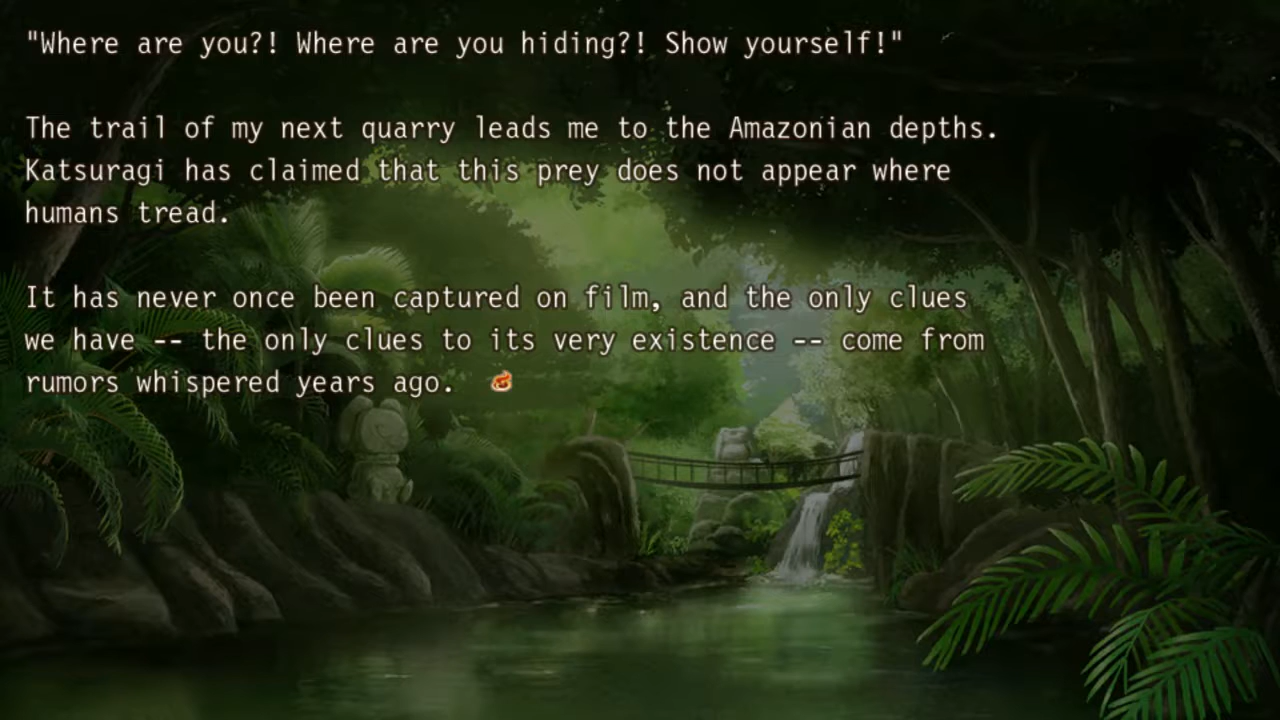 "Where are you?! Where are you hiding?! Show yourself!"
The trail of my next quarry leads me to the Amazonian depths.
Katsuragi has claimed that this prey does not appear where
humans tread.
It has never once been captured on film, and the only clues
we have -- the only clues to its very existence -- come from
rumors whispered years ago.